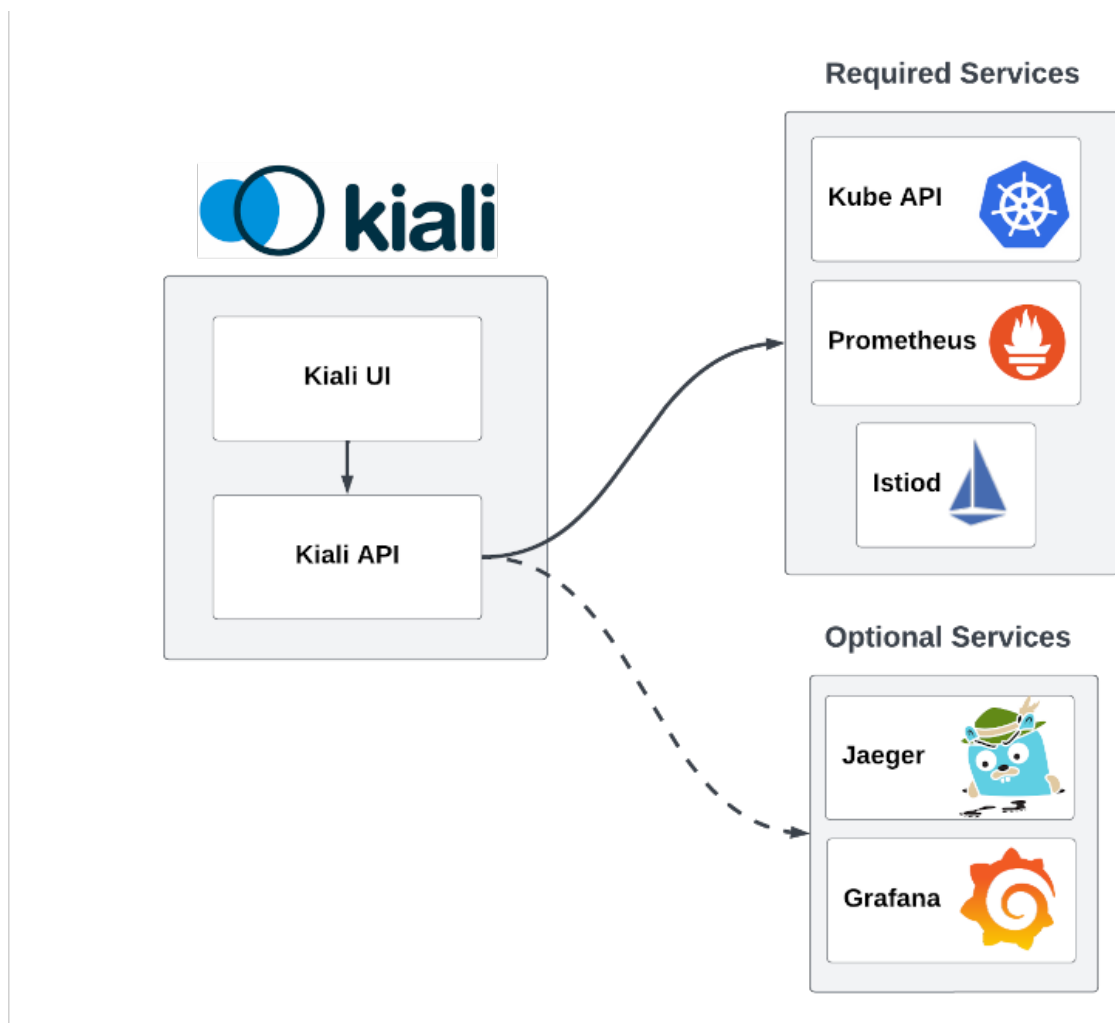 kiali
Kiali UI
Kiali API
Required Services
Kube API
Prometheus
Istiod
Optional Services
Jaeger
Grafana